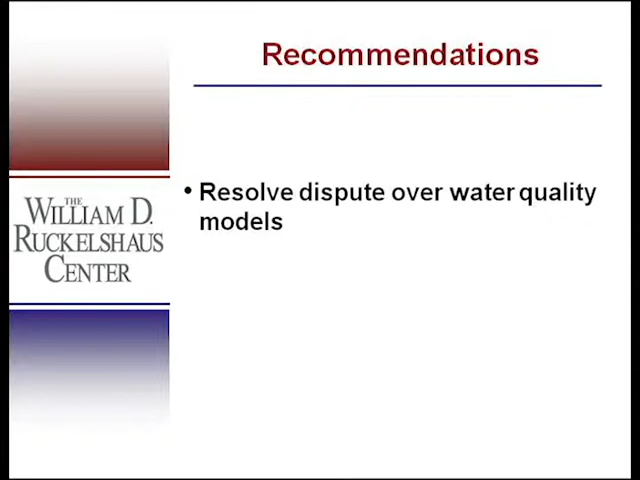 Recommendations
THE
WILLIAM D.
RUCKELSHAUS
CENTER
• Resolve dispute over water quality
models